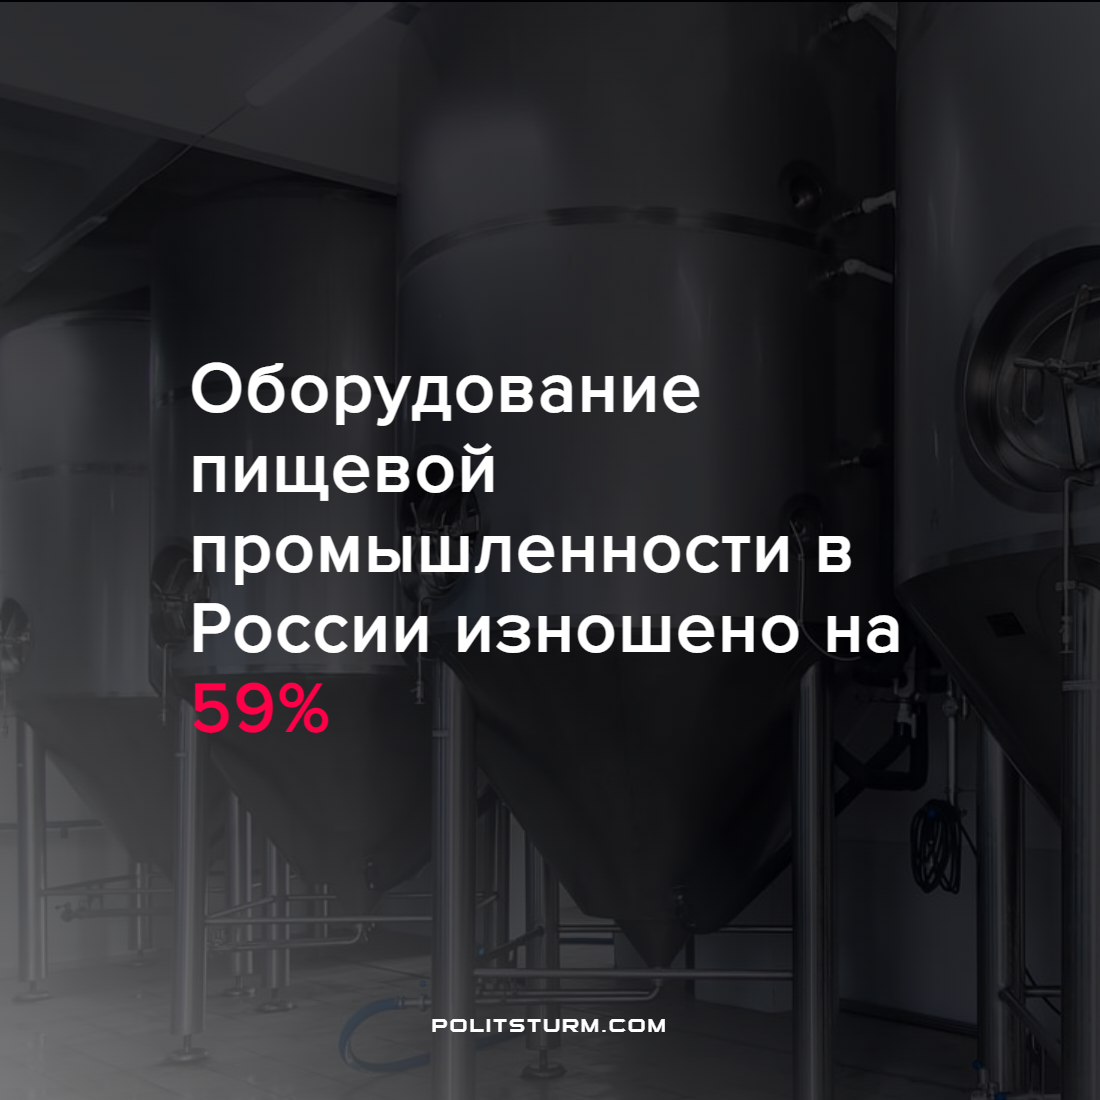 Оборудование
пищевой
промышленности в
России изношено на
59%
POLITSTURM.COM